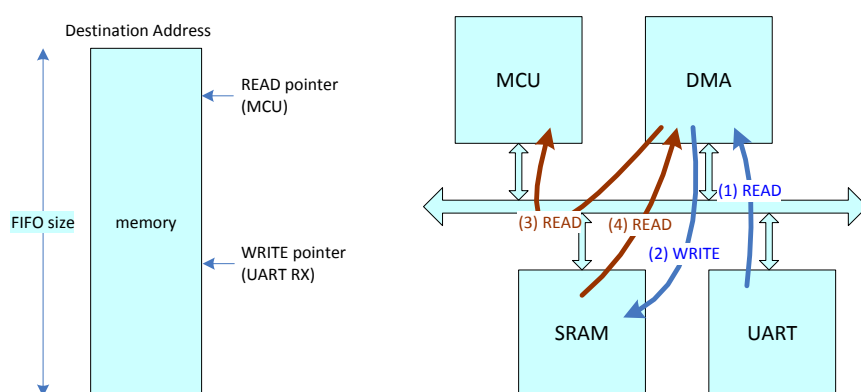 Destination Address
READ pointer
(MCU)
FIFO size
memory
WRITE pointer
(UART RX)
MCU
DMA
(1) READ
(3) READ
(4) READ
(2) WRITE
SRAM
UART